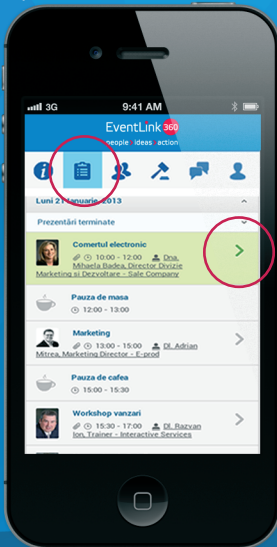 3G 9:41 AM
EventLink 360
people ideas action
Luni 21 Ianuarie, 2013
Prezentări terminate
Comertul electronic
10:00 - 12:00 Dna.
Mihaela Badea, Director Divizie
Marketing si Dezvoltare - Sale Company
Pauza de masa
12:00 - 13:00
Marketing
13:00 - 15:00 Dl. Adrian
Mitrea, Marketing Director - E-prod
Pauza de cafea
15:00 - 15:30
Workshop vanzari
15:30 - 17:00 Dl. Razvan
Ion, Trainer - Interactive Services